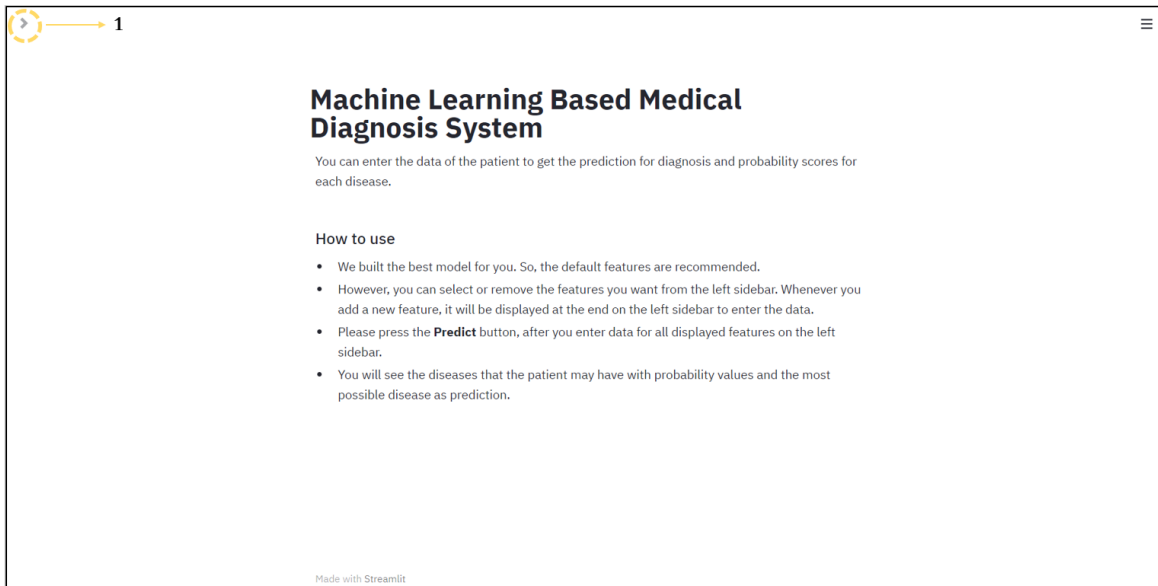 1
Machine Learning Based Medical
Diagnosis System
You can enter the data of the patient to get the prediction for diagnosis and probability scores for
each disease.
How to use
• We built the best model for you. So, the default features are recommended.
• However, you can select or remove the features you want from the left sidebar. Whenever you
add a new feature, it will be displayed at the end on the left sidebar to enter the data.
• Please press the Predict button, after you enter data for all displayed features on the left
sidebar.
• You will see the diseases that the patient may have with probability values and the most
possible disease as prediction.
Made with Streamlit